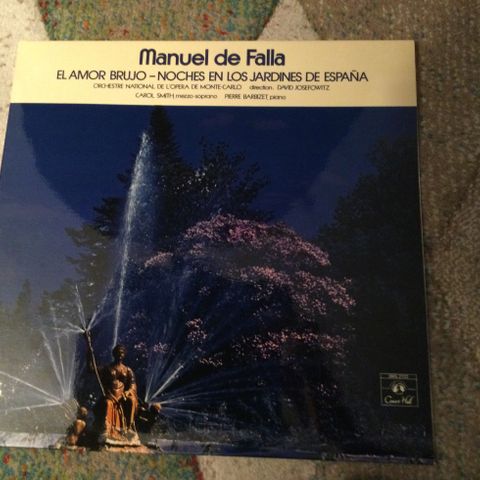 Manuel de Falla
EL AMOR BRUJO – NOCHES EN LOS JARDINES DE ESPAÑA
ORCHESTRE NATIONAL DE L'OPERA DE MONTE-CARLO direction: DAVID JOSEFOWITZ
CAROL SMITH mezzo-soprano PIERRE BARBIZET piano
Concert Hall